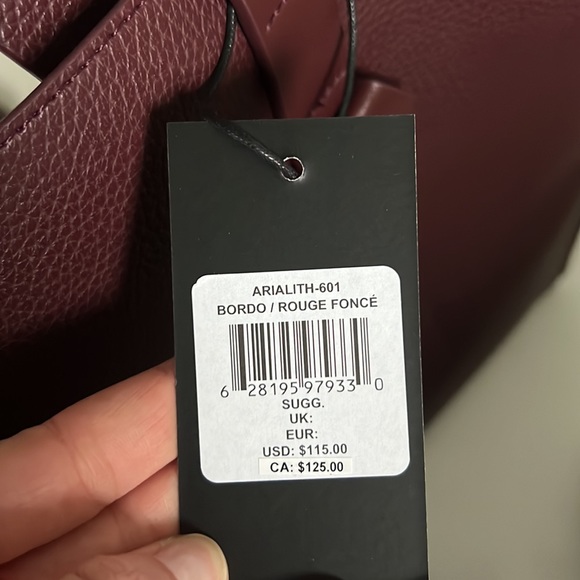 ARIALITH-601
BORDO / ROUGE FONCÉ
6 28195 97933 0
SUGG.
UK:
EUR:
USD: $115.00
CA: $125.00